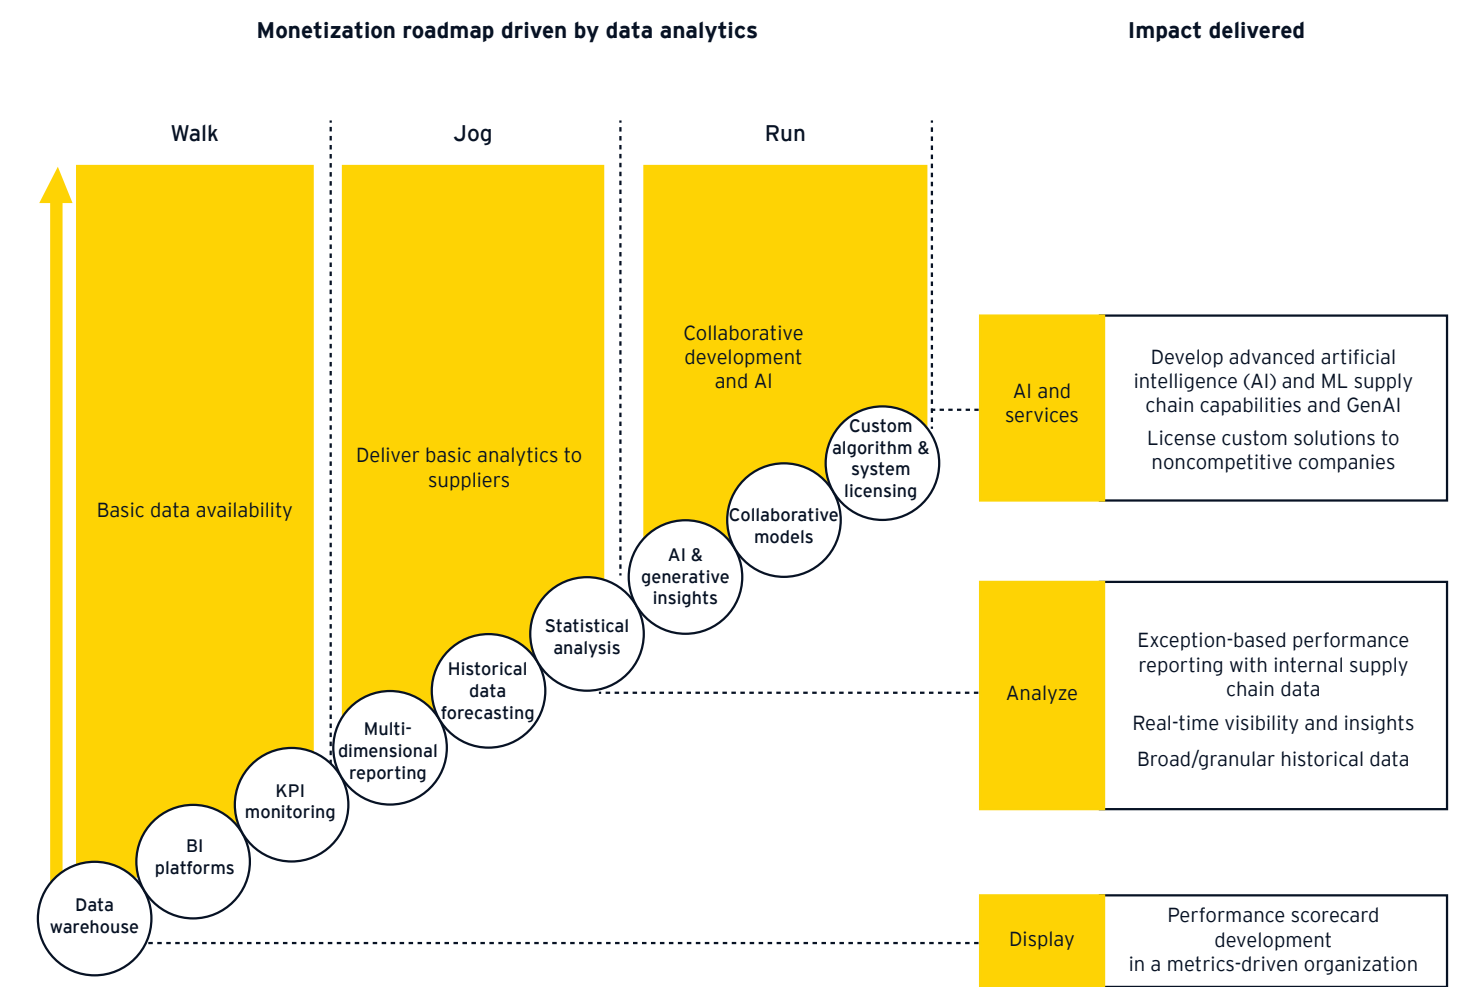 Monetization roadmap driven by data analytics
Impact delivered
Walk
Jog
Run
Basic data availability
Deliver basic analytics to
suppliers
Collaborative
development
and AI
Data
warehouse
BI
platforms
KPI
monitoring
Multi-
dimensional
reporting
Historical
data
forecasting
Statistical
analysis
AI &
generative
insights
Collaborative
models
Custom
algorithm &
system
licensing
AI and
services
Develop advanced artificial
intelligence (AI) and ML supply
chain capabilities and GenAI
License custom solutions to
noncompetitive companies
Analyze
Exception-based performance
reporting with internal supply
chain data
Real-time visibility and insights
Broad/granular historical data
Display
Performance scorecard
development
in a metrics-driven organization